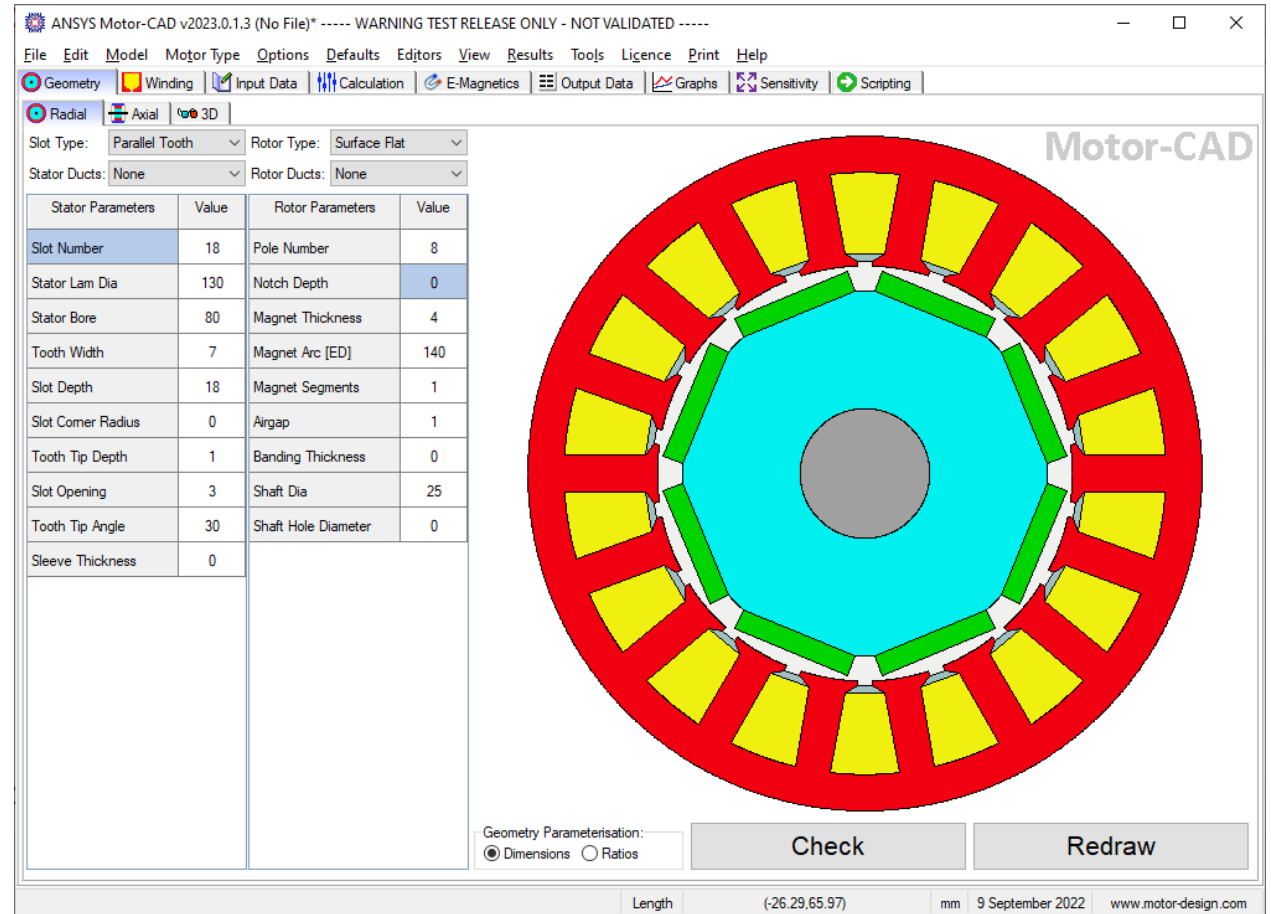 ANSYS Motor-CAD v2023.0.1.3 (No File)* ----- WARNING TEST RELEASE ONLY - NOT VALIDATED -----
File Edit Model Motor Type Options Defaults Editors View Results Tools Licence Print Help
Geometry Winding Input Data Calculation E-Magnetics Output Data Graphs Sensitivity Scripting
Radial Axial 3D
Slot Type: Parallel Tooth Rotor Type: Surface Flat
Stator Ducts: None Rotor Ducts: None
Motor-CAD
Stator Parameters Value Rotor Parameters Value
Slot Number 18 Pole Number 8
Stator Lam Dia 130 Notch Depth 0
Stator Bore 80 Magnet Thickness 4
Tooth Width 7 Magnet Arc [ED] 140
Slot Depth 18 Magnet Segments 1
Slot Corner Radius 0 Airgap 1
Tooth Tip Depth 1 Banding Thickness 0
Slot Opening 3 Shaft Dia 25
Tooth Tip Angle 30 Shaft Hole Diameter 0
Sleeve Thickness 0
Geometry Parameterisation:
Dimensions Ratios
Check Redraw
Length (-26.29,65.97) mm 9 September 2022 www.motor-design.com